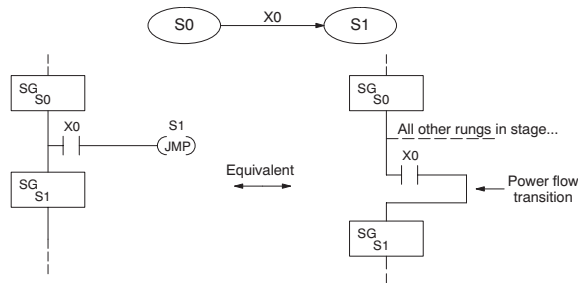 S0
X0
S1
SG
S0
X0
S1
JMP
SG
S1
Equivalent
SG
S0
All other rungs in stage...
X0
Power flow
transition
SG
S1